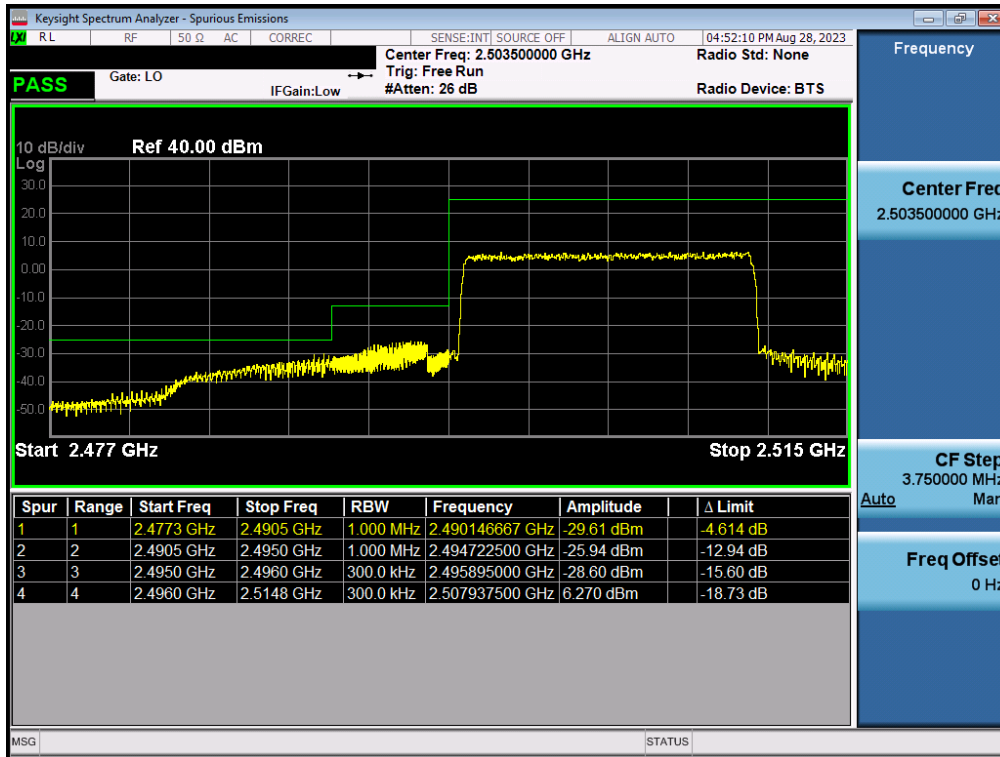 Keysight Spectrum Analyzer - Spurious Emissions
LXI RL RF 50 Ω AC CORREC SENSE:INT SOURCE OFF ALIGN AUTO 04:52:10 PM Aug 28, 2023
Center Freq: 2.503500000 GHz Radio Std: None
PASS Gate: LO Trig: Free Run
IFGain:Low #Atten: 26 dB Radio Device: BTS
10 dB/div Ref 40.00 dBm
Log
30.0
20.0
10.0
0.00
-10.0
-20.0
-30.0
-40.0
-50.0
Start 2.477 GHz Stop 2.515 GHz
Spur Range Start Freq Stop Freq RBW Frequency Amplitude Δ Limit
1 1 2.4773 GHz 2.4905 GHz 1.000 MHz 2.490146667 GHz -29.61 dBm -4.614 dB
2 2 2.4905 GHz 2.4950 GHz 1.000 MHz 2.494722500 GHz -25.94 dBm -12.94 dB
3 3 2.4950 GHz 2.4960 GHz 300.0 kHz 2.495895000 GHz -28.60 dBm -15.60 dB
4 4 2.4960 GHz 2.5148 GHz 300.0 kHz 2.507937500 GHz 6.270 dBm -18.73 dB
MSG STATUS
Frequency
Center Freq
2.503500000 GHz
CF Step
3.750000 MHz
Auto Man
Freq Offset
0 Hz